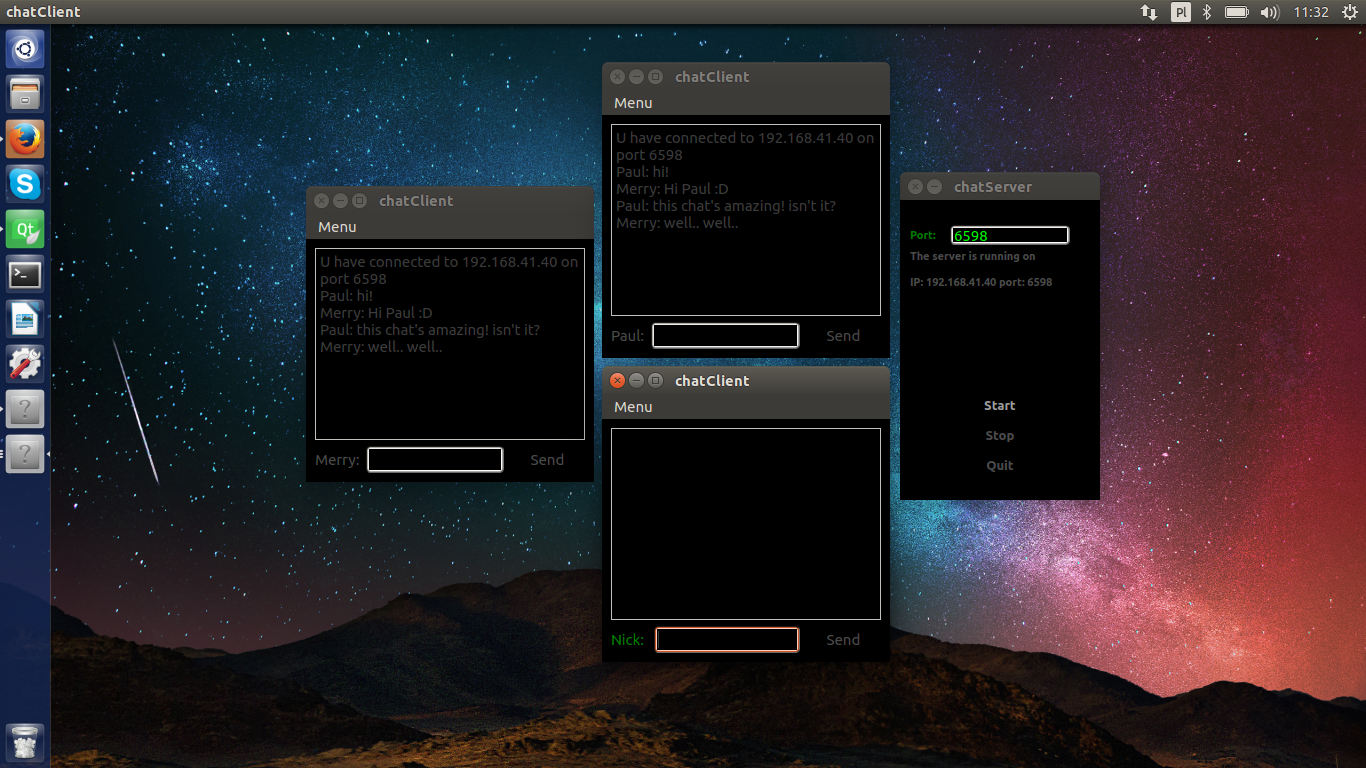 chatClient
Pl
11:32
Qt
>_
?
?
chatClient
Menu
U have connected to 192.168.41.40 on
port 6598
Paul: hi!
Merry: Hi Paul :D
Paul: this chat's amazing! isn't it?
Merry: well.. well..
Merry:
Send
chatClient
Menu
U have connected to 192.168.41.40 on
port 6598
Paul: hi!
Merry: Hi Paul :D
Paul: this chat's amazing! isn't it?
Merry: well.. well..
Paul:
Send
chatClient
Menu
Nick:
Send
chatServer
Port: 6598
The server is running on
IP: 192.168.41.40 port: 6598
Start
Stop
Quit